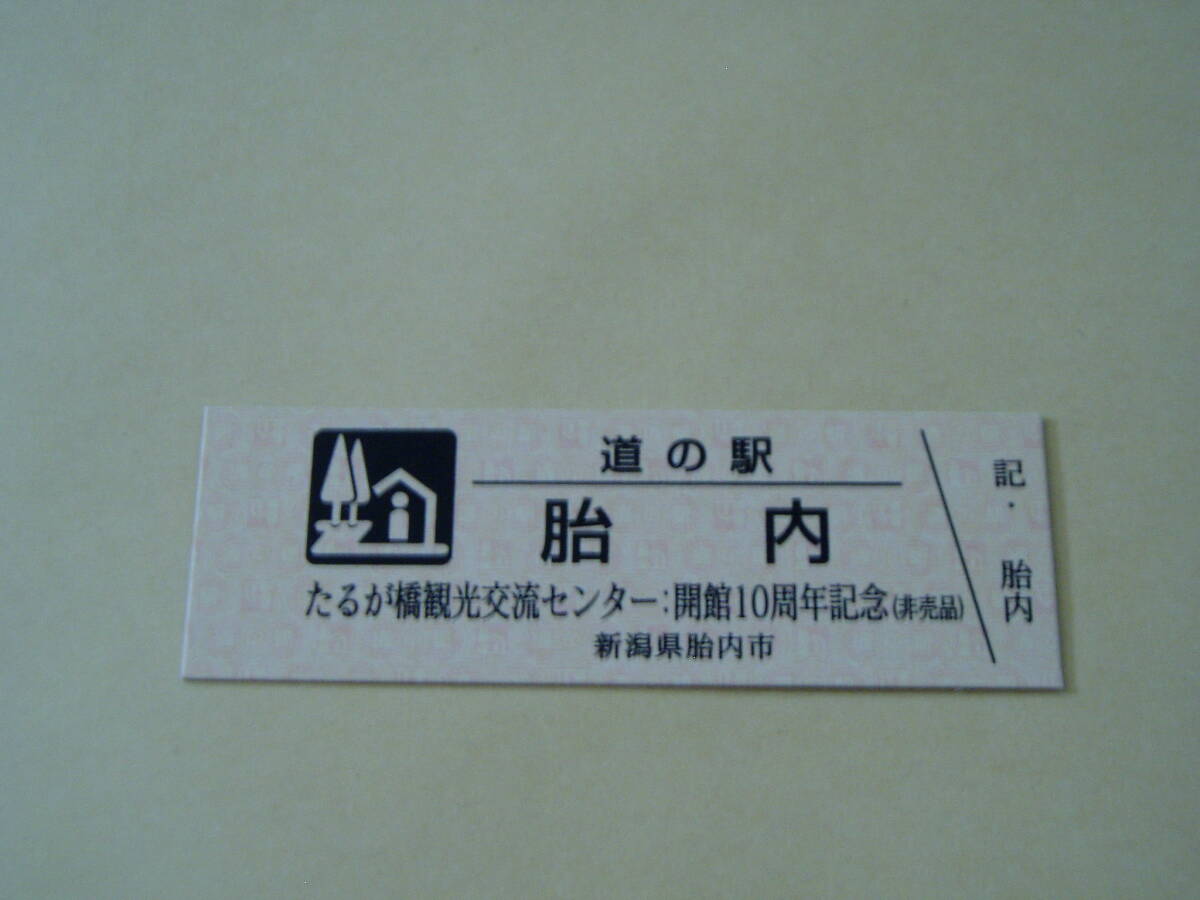 道の駅
胎内
たるが橋観光交流センター:開館10周年記念(非売品)
新潟県胎内市
記・胎内